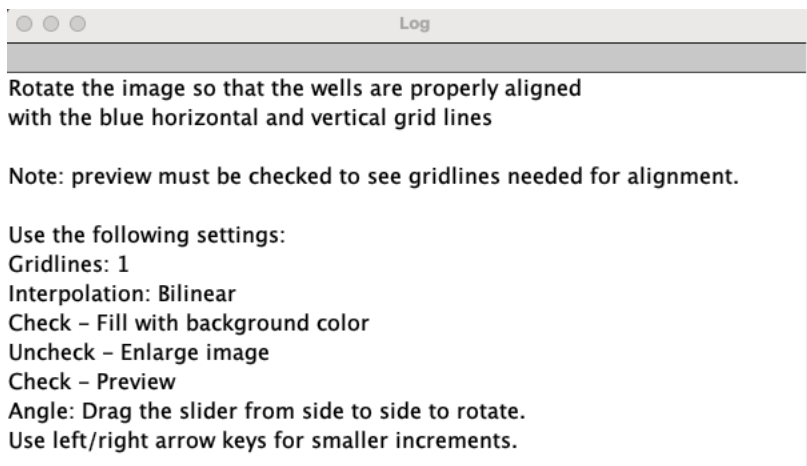 Log
Rotate the image so that the wells are properly aligned
with the blue horizontal and vertical grid lines
Note: preview must be checked to see gridlines needed for alignment.
Use the following settings:
Gridlines: 1
Interpolation: Bilinear
Check – Fill with background color
Uncheck – Enlarge image
Check – Preview
Angle: Drag the slider from side to side to rotate.
Use left/right arrow keys for smaller increments.